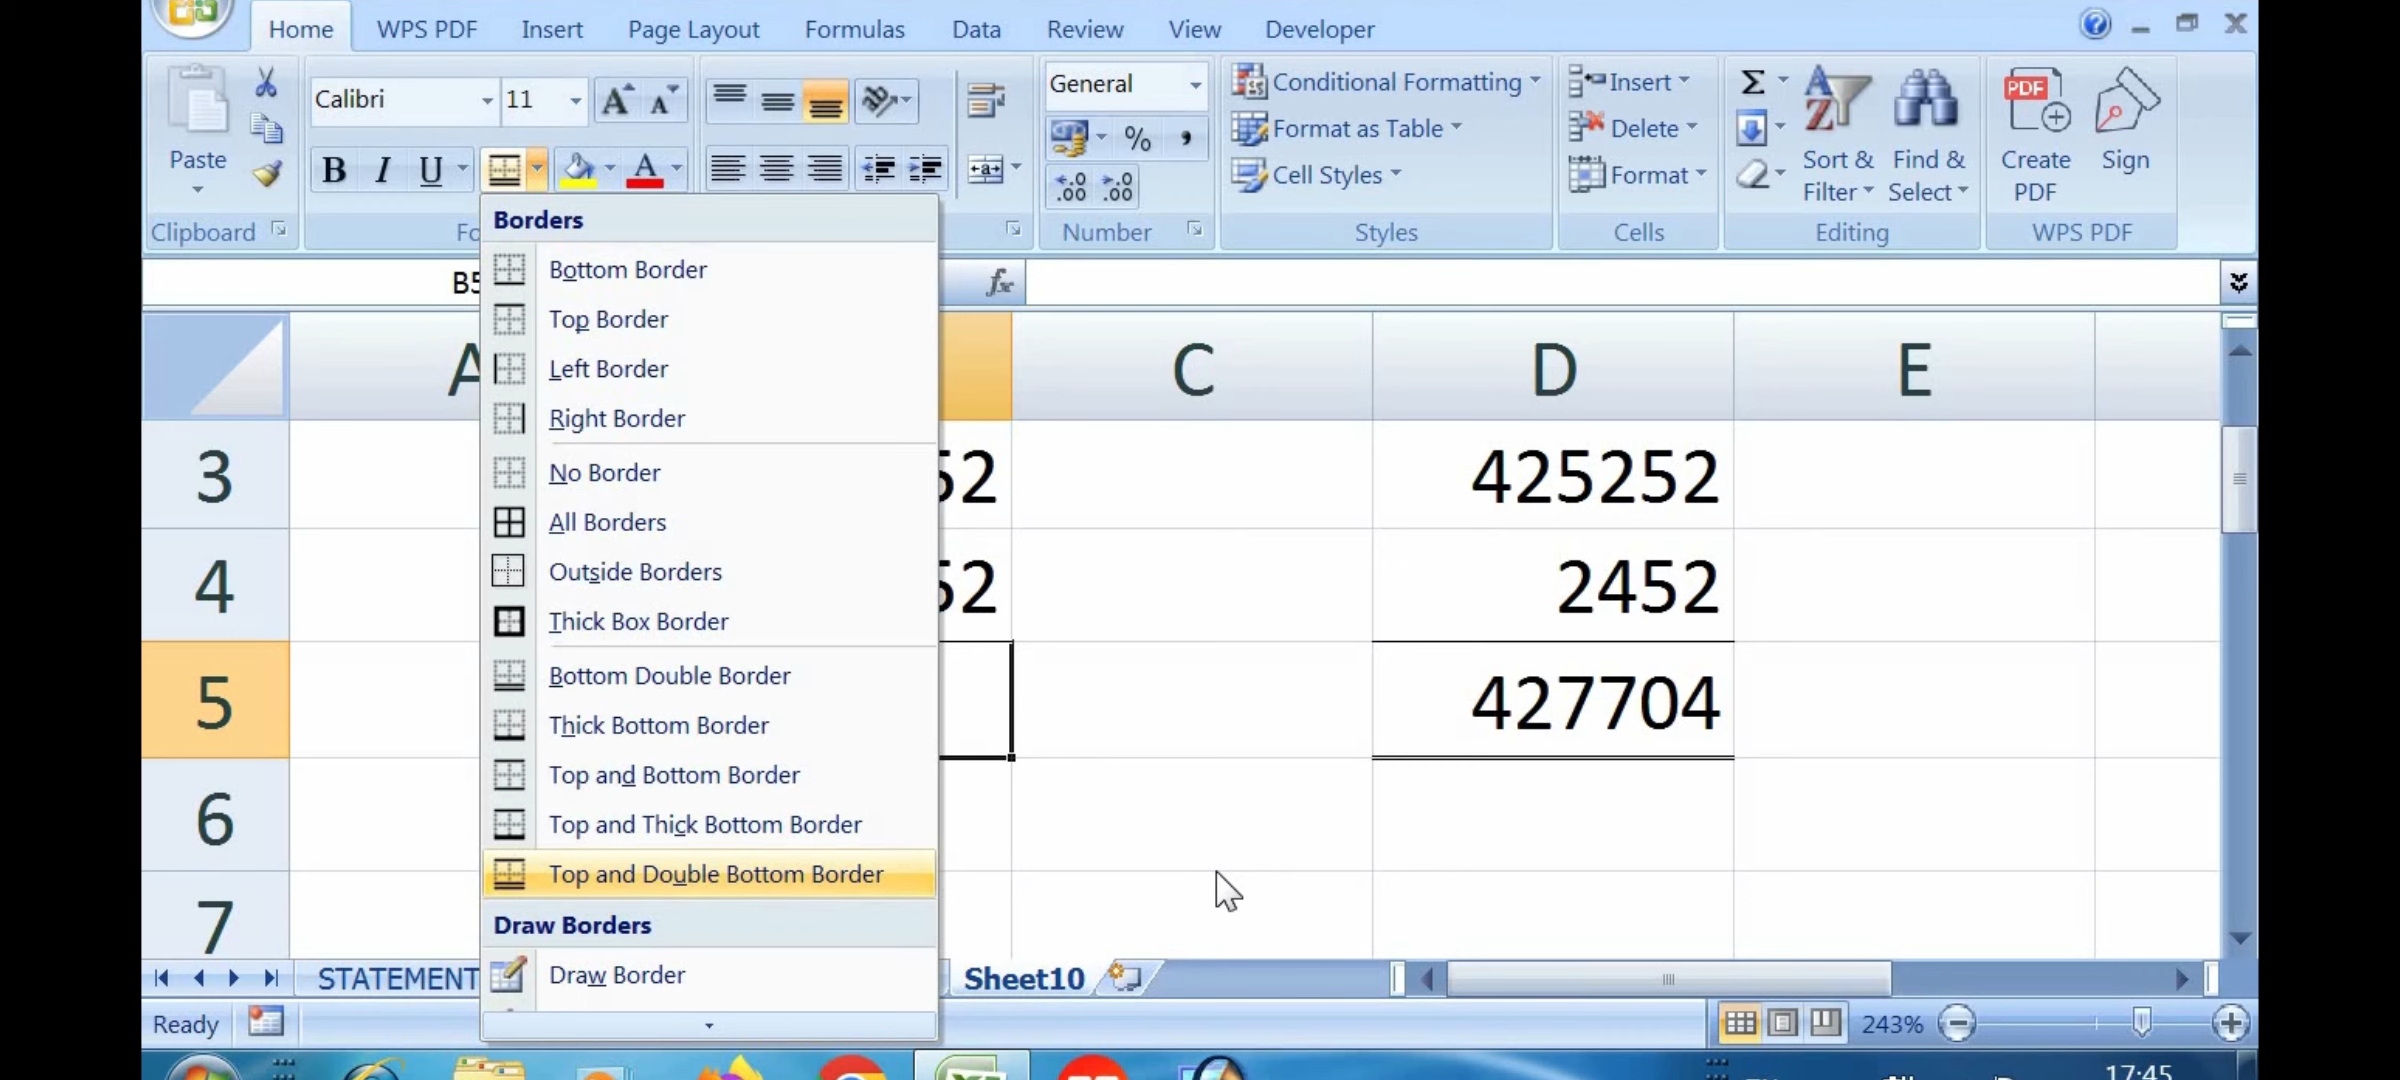 Home WPS PDF Insert Page Layout Formulas Data Review View Developer
Calibri 11 General Conditional Formatting Insert Σ
Format as Table Delete
Paste B I U A % , Cell Styles Format Sort & Filter Find & Select Create PDF Sign
Clipboard Number Styles Cells Editing WPS PDF
B5 fx
Borders
Bottom Border
Top Border
Left Border
Right Border
No Border
All Borders
Outside Borders
Thick Box Border
Bottom Double Border
Thick Bottom Border
Top and Bottom Border
Top and Thick Bottom Border
Top and Double Bottom Border
Draw Borders
Draw Border
A C D E
3 52 425252
4 52 2452
5 427704
6
7
STATEMENT Sheet10
Ready 243%
17:45